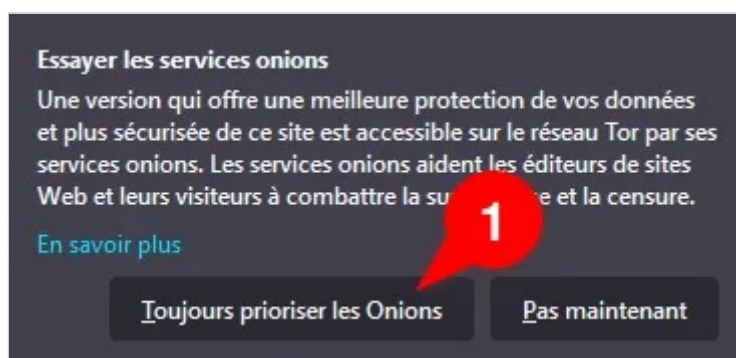 Essayer les services onions
Une version qui offre une meilleure protection de vos données
et plus sécurisée de ce site est accessible sur le réseau Tor par ses
services onions. Les services onions aident les éditeurs de sites
Web et leurs visiteurs à combattre la et la censure.
1
En savoir plus
Toujours prioriser les Onions
Pas maintenant